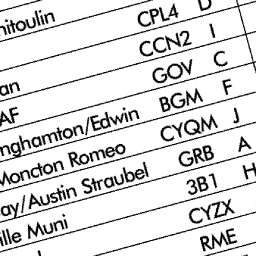 nitoulin
CPL4 D
an CCN2 I
AF GOV C
nghamton/Edwin BGM F
Moncton Romeo CYQM J
ay/Austin Straubel GRB A
ille Muni 3B1 H
CYZX
RME